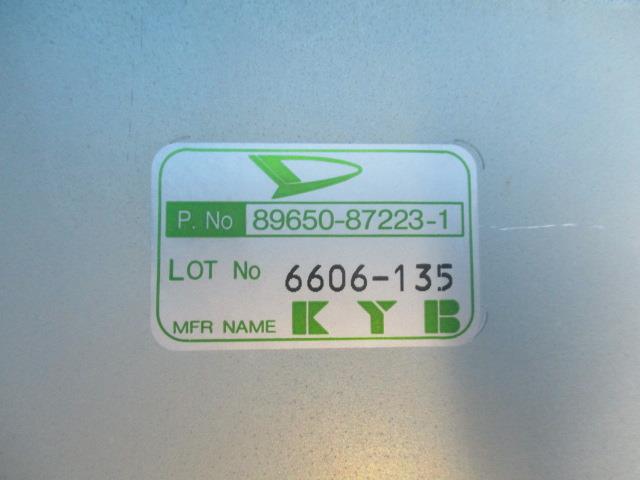 P. No 89650-87223-1
LOT No 6606-135
MFR NAME KYB